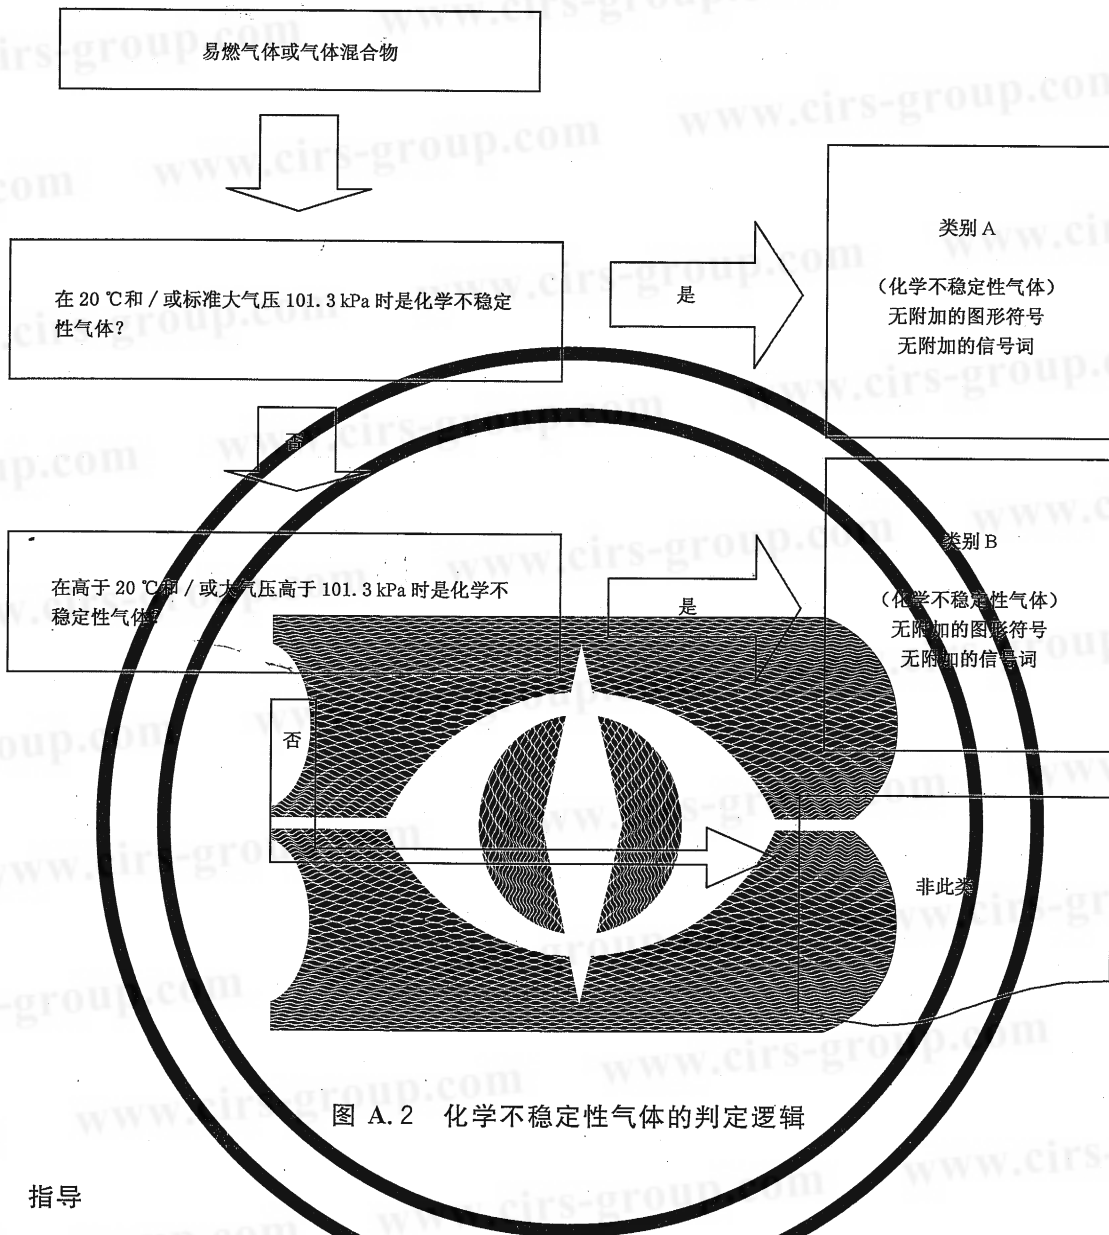 易燃气体或气体混合物
在 20 ℃和/或标准大气压 101.3 kPa 时是化学不稳定
性气体?
是
类别 A
(化学不稳定性气体)
无附加的图形符号
无附加的信号词
否
在高于 20 ℃和/或大气压高于 101.3 kPa 时是化学不
稳定性气体?
是
类别 B
(化学不稳定性气体)
无附加的图形符号
无附加的信号词
否
非此类
图 A.2 化学不稳定性气体的判定逻辑
指导
www.cirs-group.com